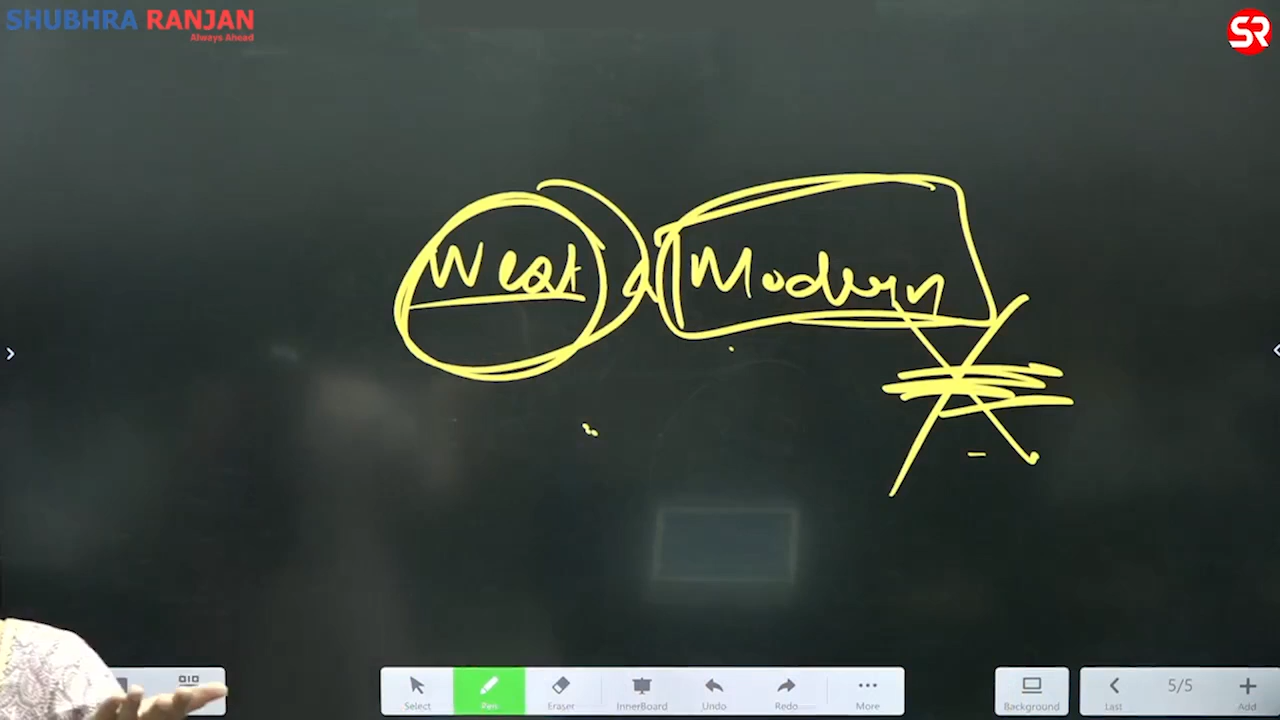 SHUBHRA RANJAN
Always Ahead
SR
West & Modern
Select
Pen
Eraser
InnerBoard
Undo
Redo
More
Background
Last
5/5
Add